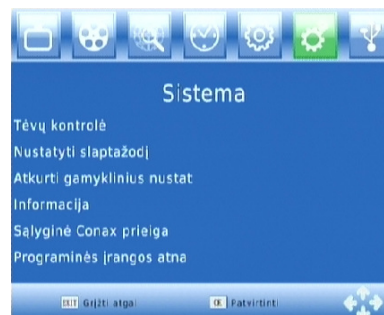 Sistema
Tėvų kontrolė
Nustatyti slaptažodį
Atkurti gamyklinius nustat
Informacija
Sąlyginė Conax prieiga
Programinės įrangos atna
EXIT Grįžti atgal
OK Patvirtinti